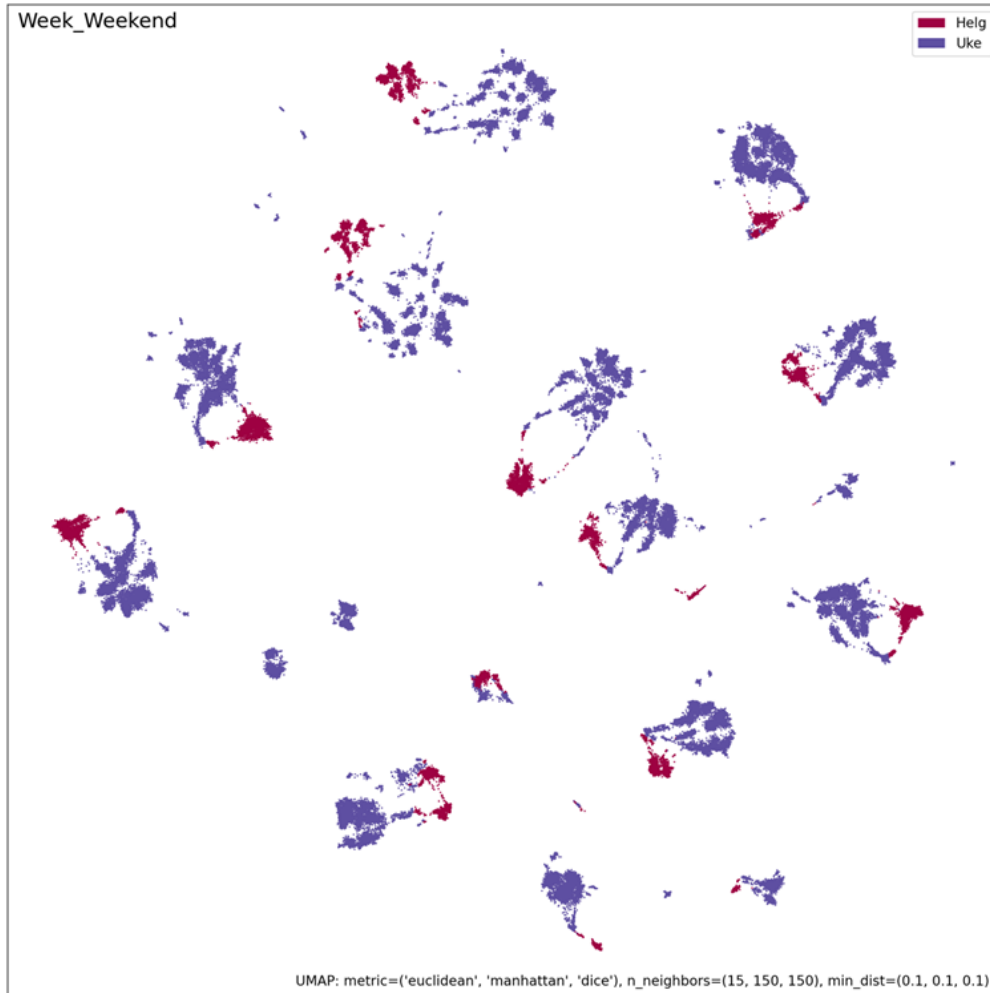 Week_Weekend
Helg
Uke
UMAP: metric=('euclidean', 'manhattan', 'dice'), n_neighbors=(15, 150, 150), min_dist=(0.1, 0.1, 0.1)